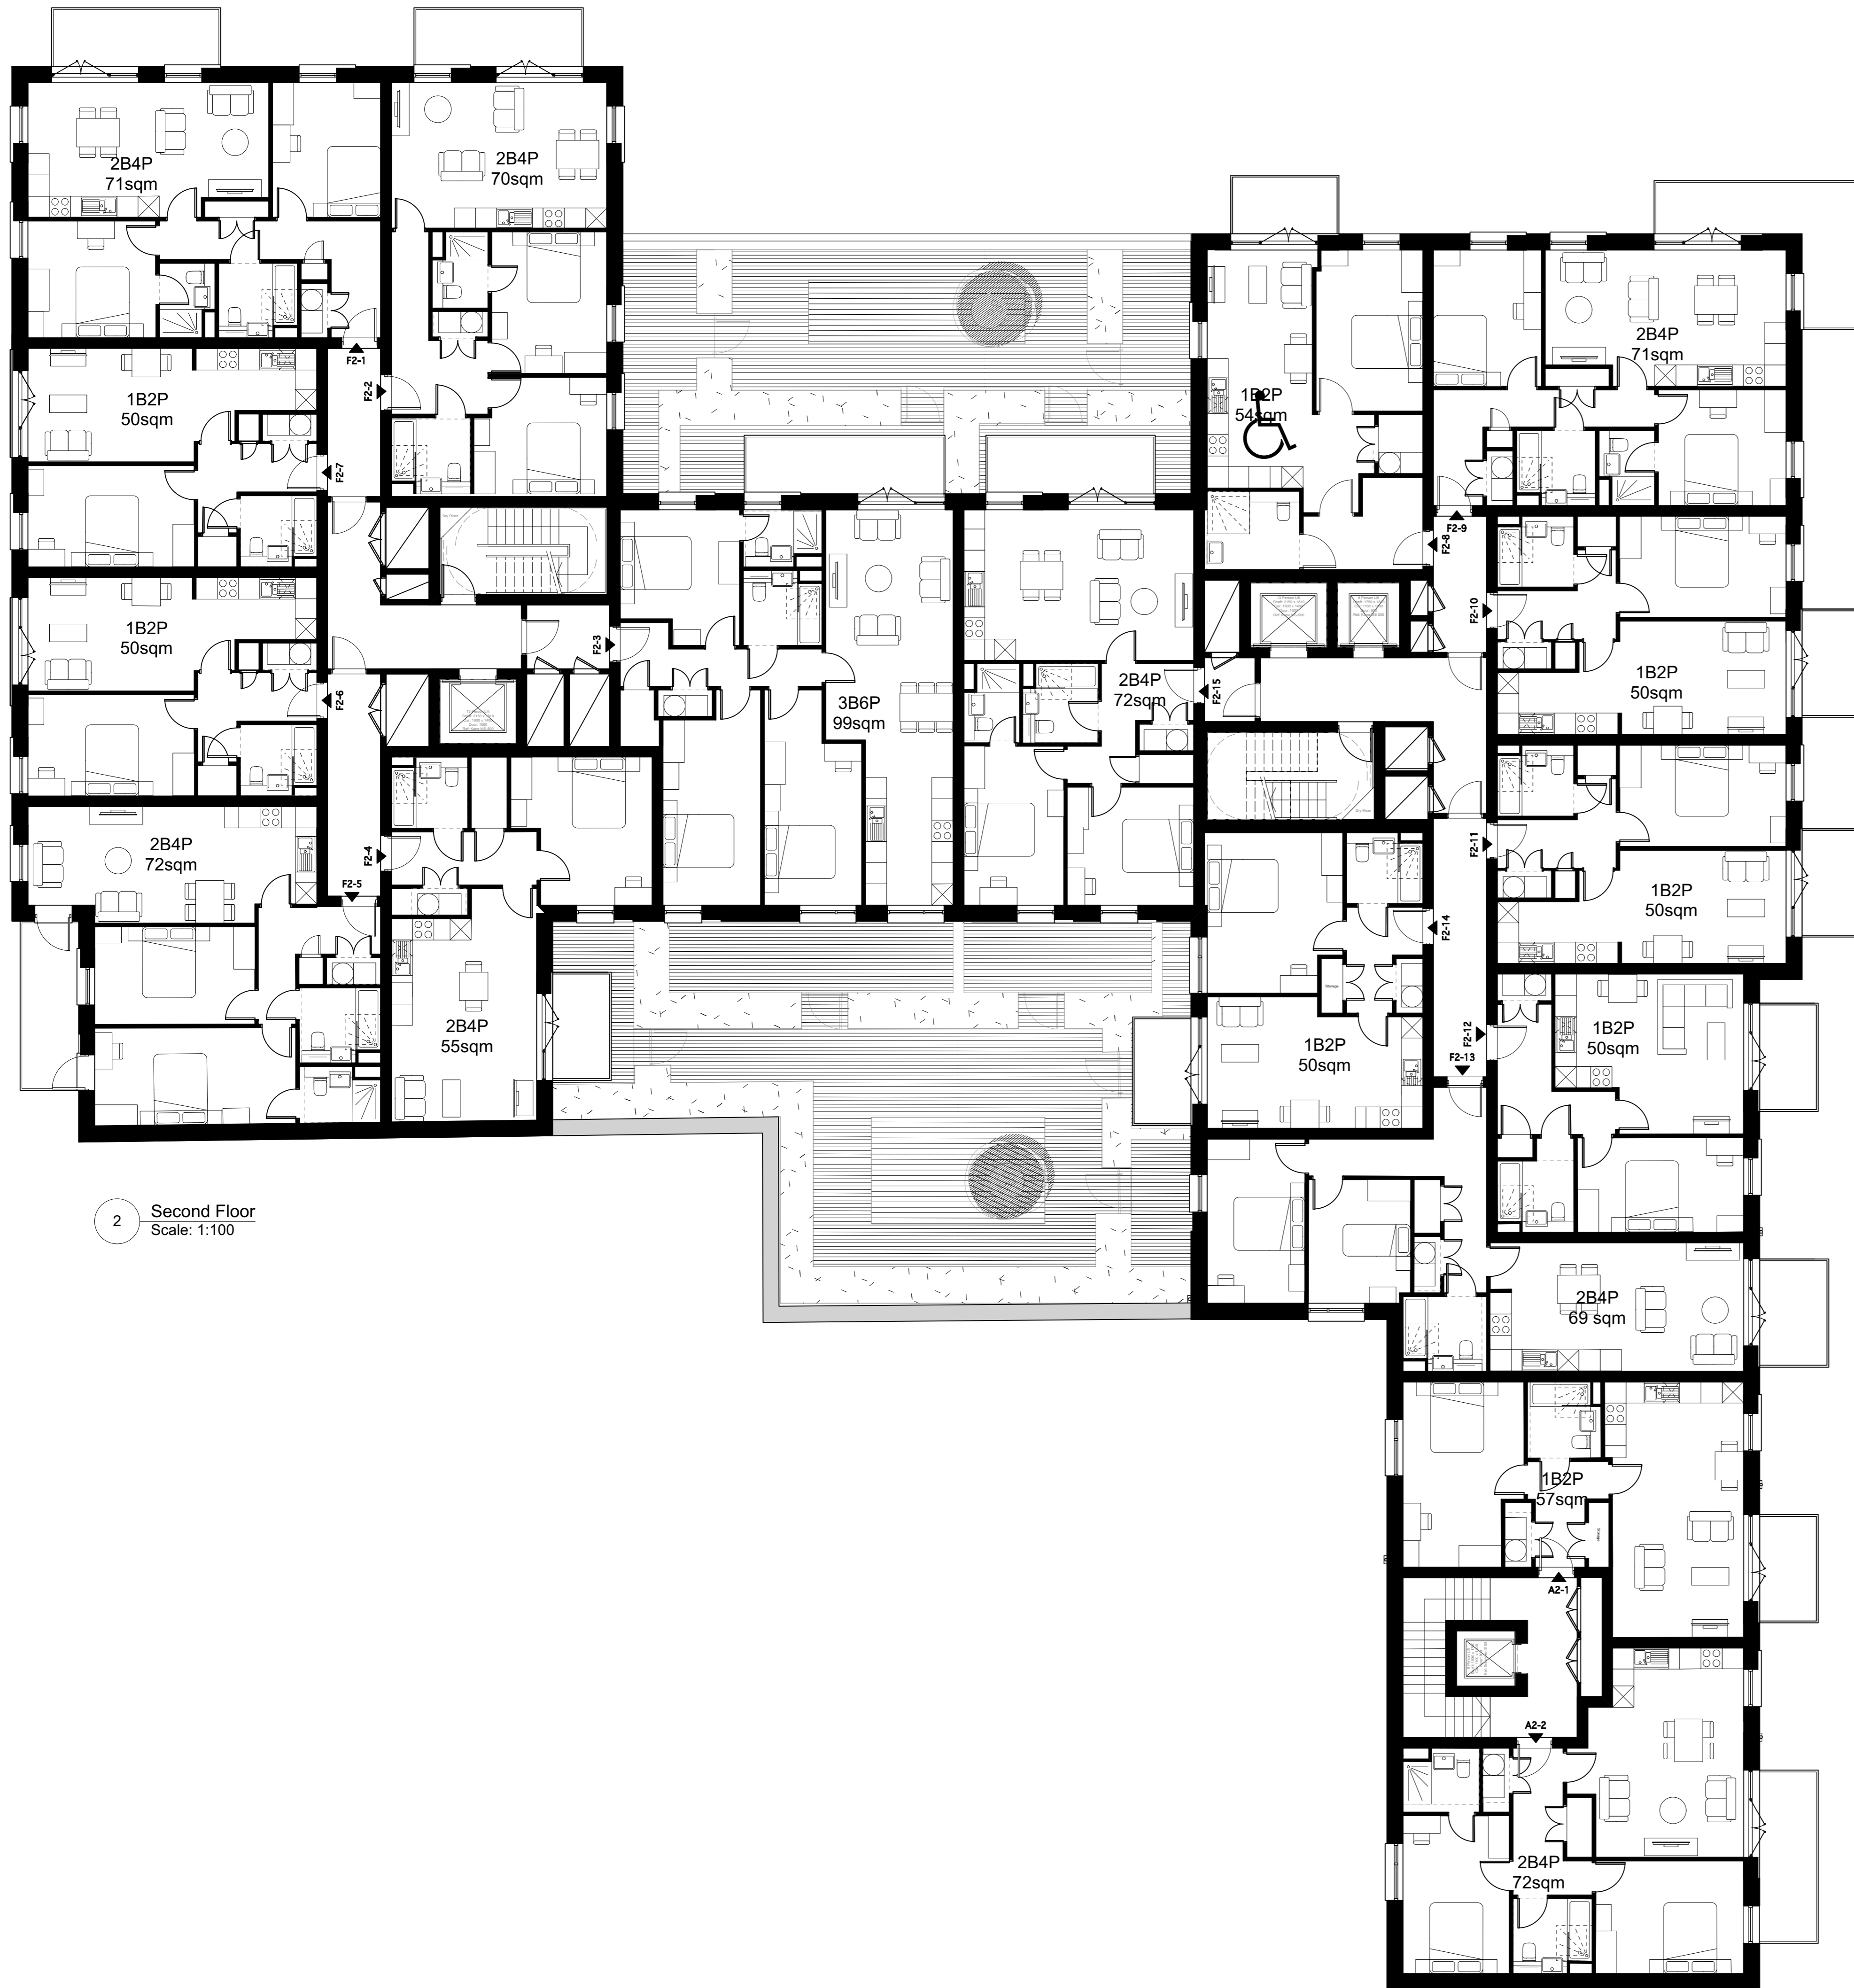 2B4P
71sqm
2B4P
70sqm
F2-1
F2-2
1B2P
50sqm
F2-7
1B2P
50sqm
F2-6
F2-3
3B6P
99sqm
2B4P
72sqm
F2-15
2B4P
72sqm
F2-5
F2-4
2B4P
55sqm
1B2P
54sqm
F2-8
2B4P
71sqm
F2-9
F2-10
1B2P
50sqm
F2-11
1B2P
50sqm
F2-14
Storage
1B2P
50sqm
F2-12
F2-13
1B2P
50sqm
2B4P
69 sqm
1B2P
57sqm
Storage
A2-1
A2-2
2B4P
72sqm
2
Second Floor
Scale: 1:100